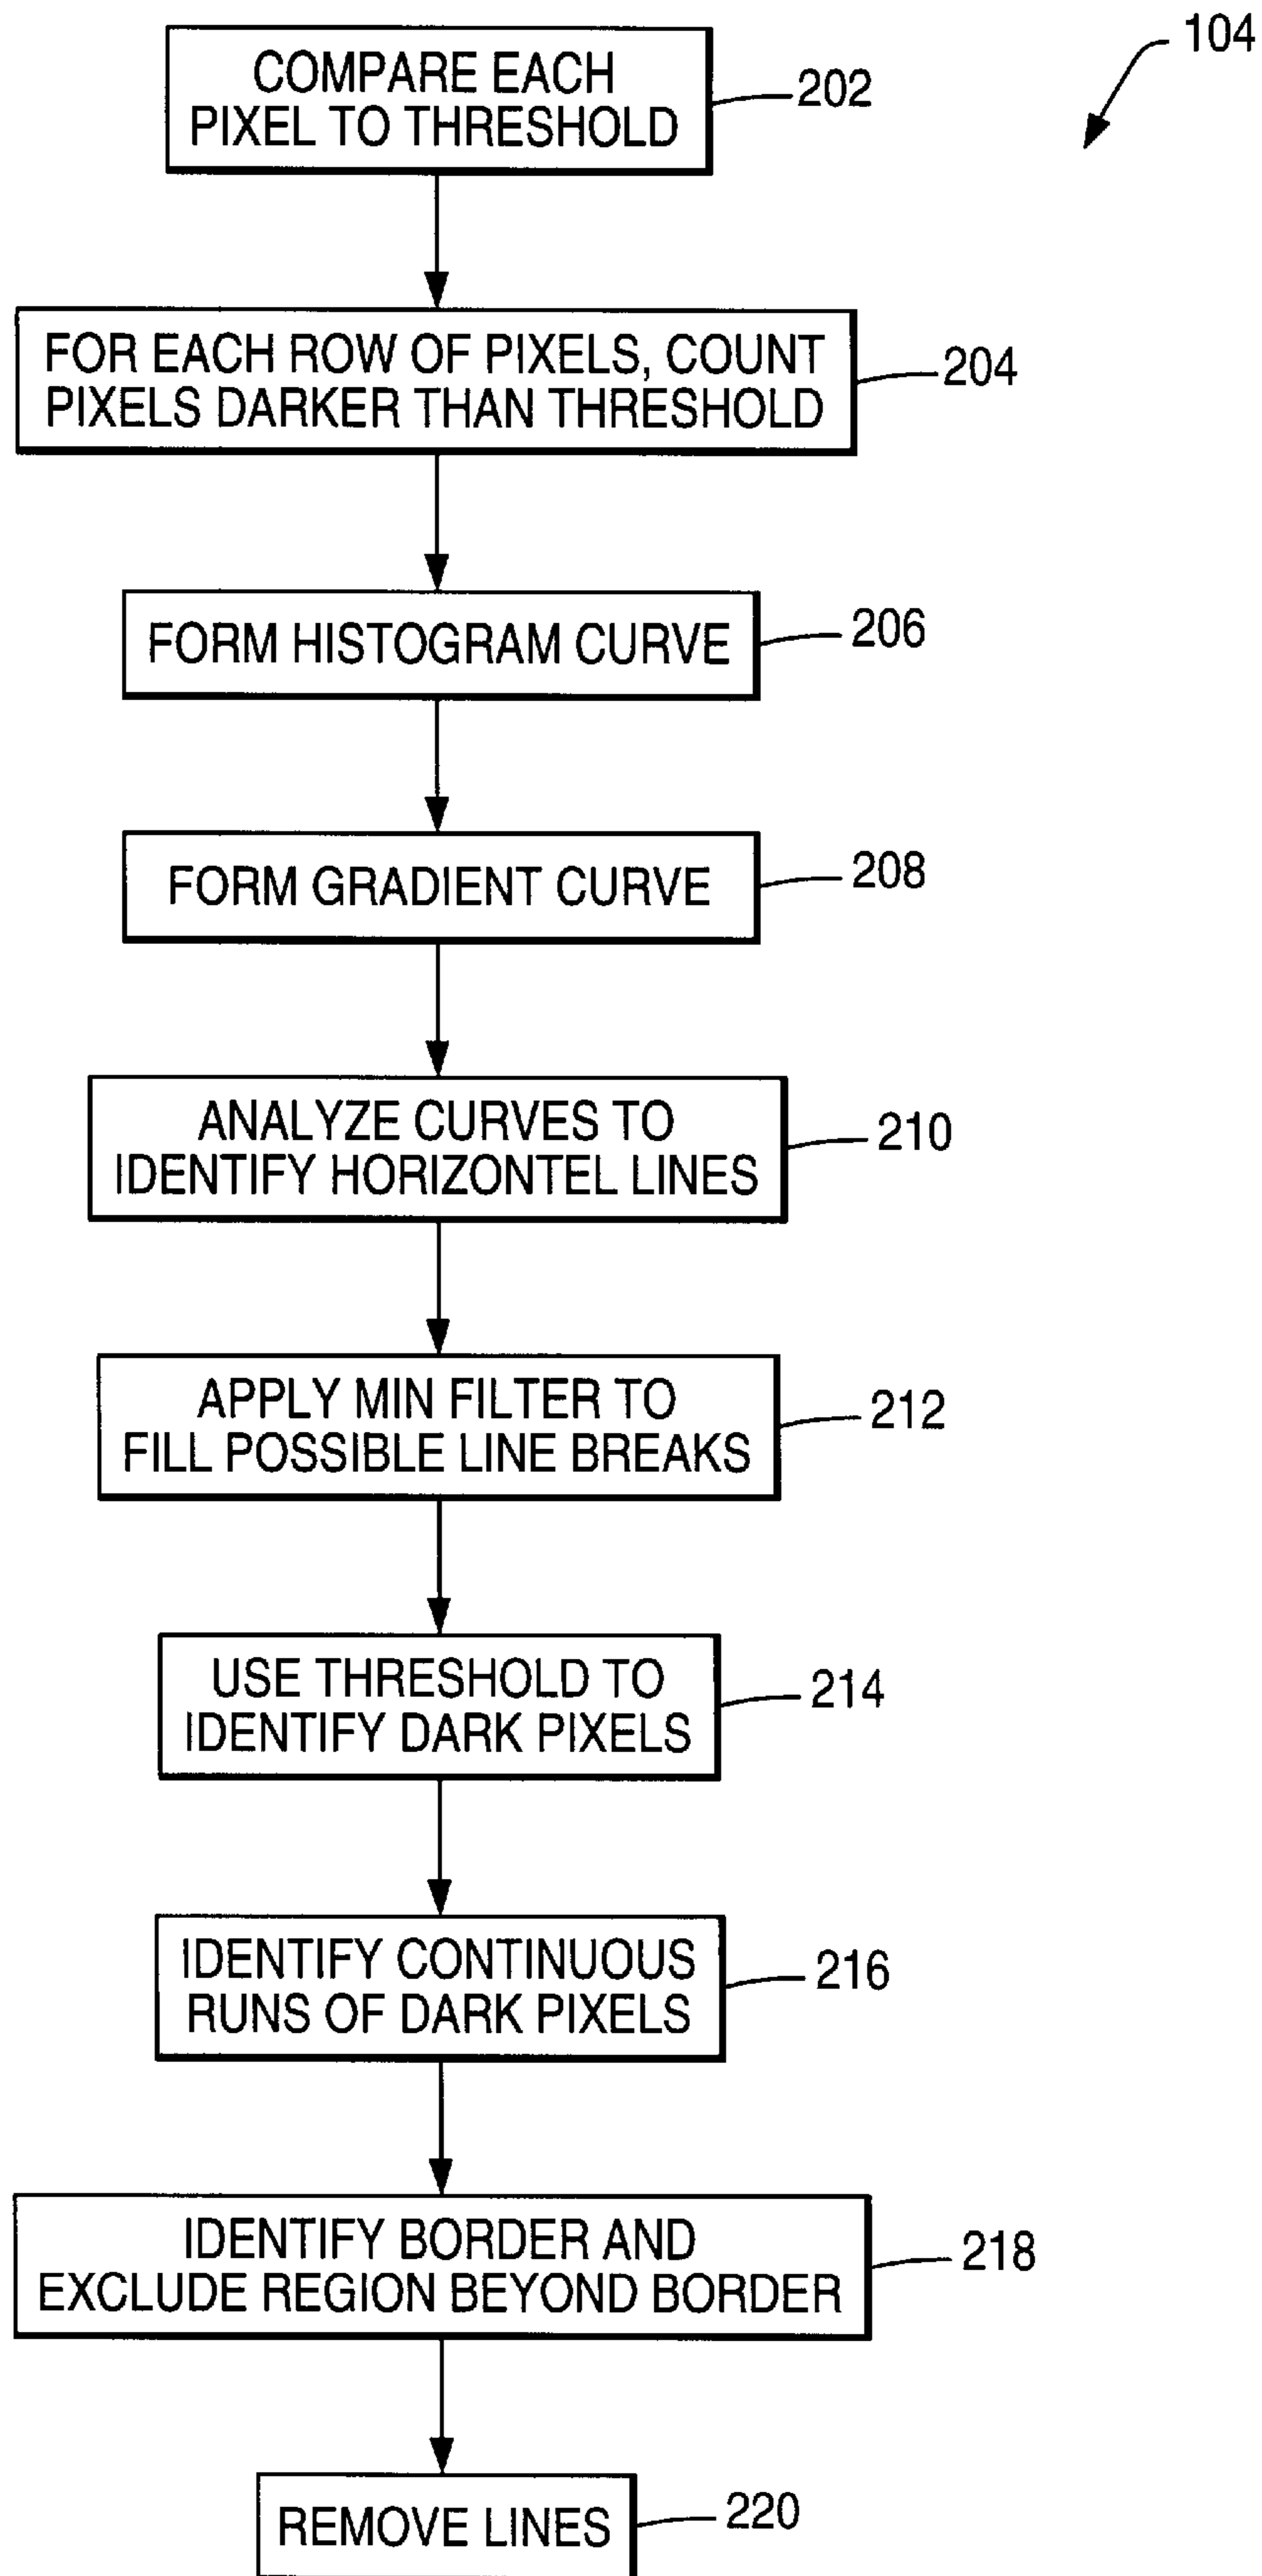 104
COMPARE EACH
PIXEL TO THRESHOLD
202
FOR EACH ROW OF PIXELS, COUNT
PIXELS DARKER THAN THRESHOLD
204
FORM HISTOGRAM CURVE
206
FORM GRADIENT CURVE
208
ANALYZE CURVES TO
IDENTIFY HORIZONTEL LINES
210
APPLY MIN FILTER TO
FILL POSSIBLE LINE BREAKS
212
USE THRESHOLD TO
IDENTIFY DARK PIXELS
214
IDENTIFY CONTINUOUS
RUNS OF DARK PIXELS
216
IDENTIFY BORDER AND
EXCLUDE REGION BEYOND BORDER
218
REMOVE LINES
220